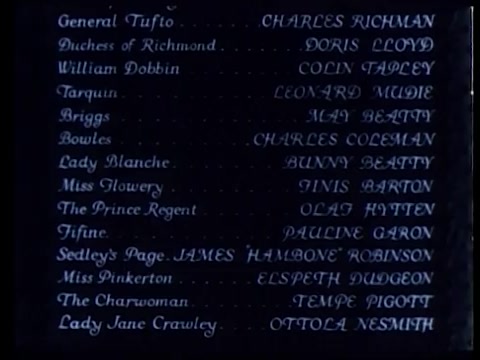 General Tufto . . . . . . . . CHARLES RICHMAN
Duchess of Richmond . . . . . . . DORIS LLOYD
William Dobbin . . . . . . . . . COLIN TAPLEY
Tarquin . . . . . . . . . . . LEONARD MUDIE
Briggs . . . . . . . . . . . . . MAY BEATTY
Bowles . . . . . . . . . . CHARLES COLEMAN
Lady Blanche . . . . . . . . BUNNY BEATTY
Miss Flowery . . . . . . . . . TINIS BARTON
The Prince Regent . . . . . . . OLAF HYTTEN
Fifine . . . . . . . . . . . PAULINE GARON
Sedley's Page . JAMES "HAMBONE" ROBINSON
Miss Pinkerton . . . . . . ELSPETH DUDGEON
The Charwoman . . . . . . . TEMPE PIGOTT
Lady Jane Crawley . . . . OTTOLA NESMITH